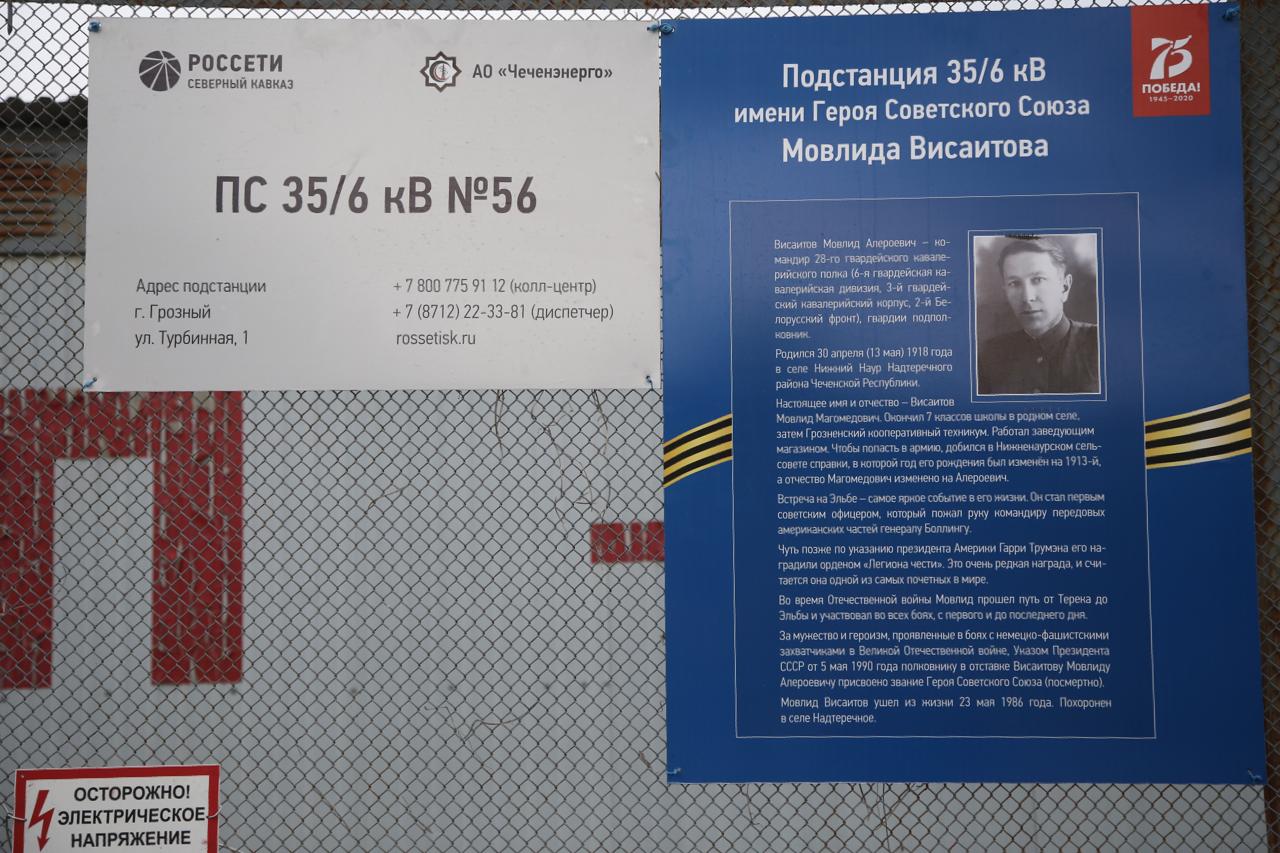 РОССЕТИ
СЕВЕРНЫЙ КАВКАЗ
АО «Чеченэнерго»
ПС 35/6 кВ №56
Адрес подстанции
г. Грозный
ул. Турбинная, 1
+ 7 800 775 91 12 (колл-центр)
+ 7 (8712) 22-33-81 (диспетчер)
rossetisk.ru
75
ПОБЕДА!
1945–2020
Подстанция 35/6 кВ
имени Героя Советского Союза
Мовлида Висаитова
Висаитов Мовлид Алероевич – ко-
мандир 28-го гвардейского кавале-
рийского полка (6-я гвардейская ка-
валерийская дивизия, 3-й гвардей-
ский кавалерийский корпус, 2-й Бе-
лорусский фронт), гвардии подпол-
ковник.
Родился 30 апреля (13 мая) 1918 года
в селе Нижний Наур Надтеречного
района Чеченской Республики.
Настоящее имя и отчество – Висаитов
Мовлид Магомедович. Окончил 7 классов школы в родном селе,
затем Грозненский кооперативный техникум. Работал заведующим
магазином. Чтобы попасть в армию, добился в Нижненаурском сель-
совете справки, в которой год его рождения был изменён на 1913-й,
а отчество Магомедович изменено на Алероевич.
Встреча на Эльбе – самое яркое событие в его жизни. Он стал первым
советским офицером, который пожал руку командиру передовых
американских частей генералу Боллингу.
Чуть позже по указанию президента Америки Гарри Трумэна его на-
градили орденом «Легиона чести». Это очень редкая награда, и счи-
тается она одной из самых почетных в мире.
Во время Отечественной войны Мовлид прошел путь от Терека до
Эльбы и участвовал во всех боях, с первого и до последнего дня.
За мужество и героизм, проявленные в боях с немецко-фашистскими
захватчиками в Великой Отечественной войне, Указом Президента
СССР от 5 мая 1990 года полковнику в отставке Висаитову Мовлиду
Алероевичу присвоено звание Героя Советского Союза (посмертно).
Мовлид Висаитов ушел из жизни 23 мая 1986 года. Похоронен
в селе Надтеречное.
ОСТОРОЖНО!
ЭЛЕКТРИЧЕСКОЕ
НАПРЯЖЕНИЕ